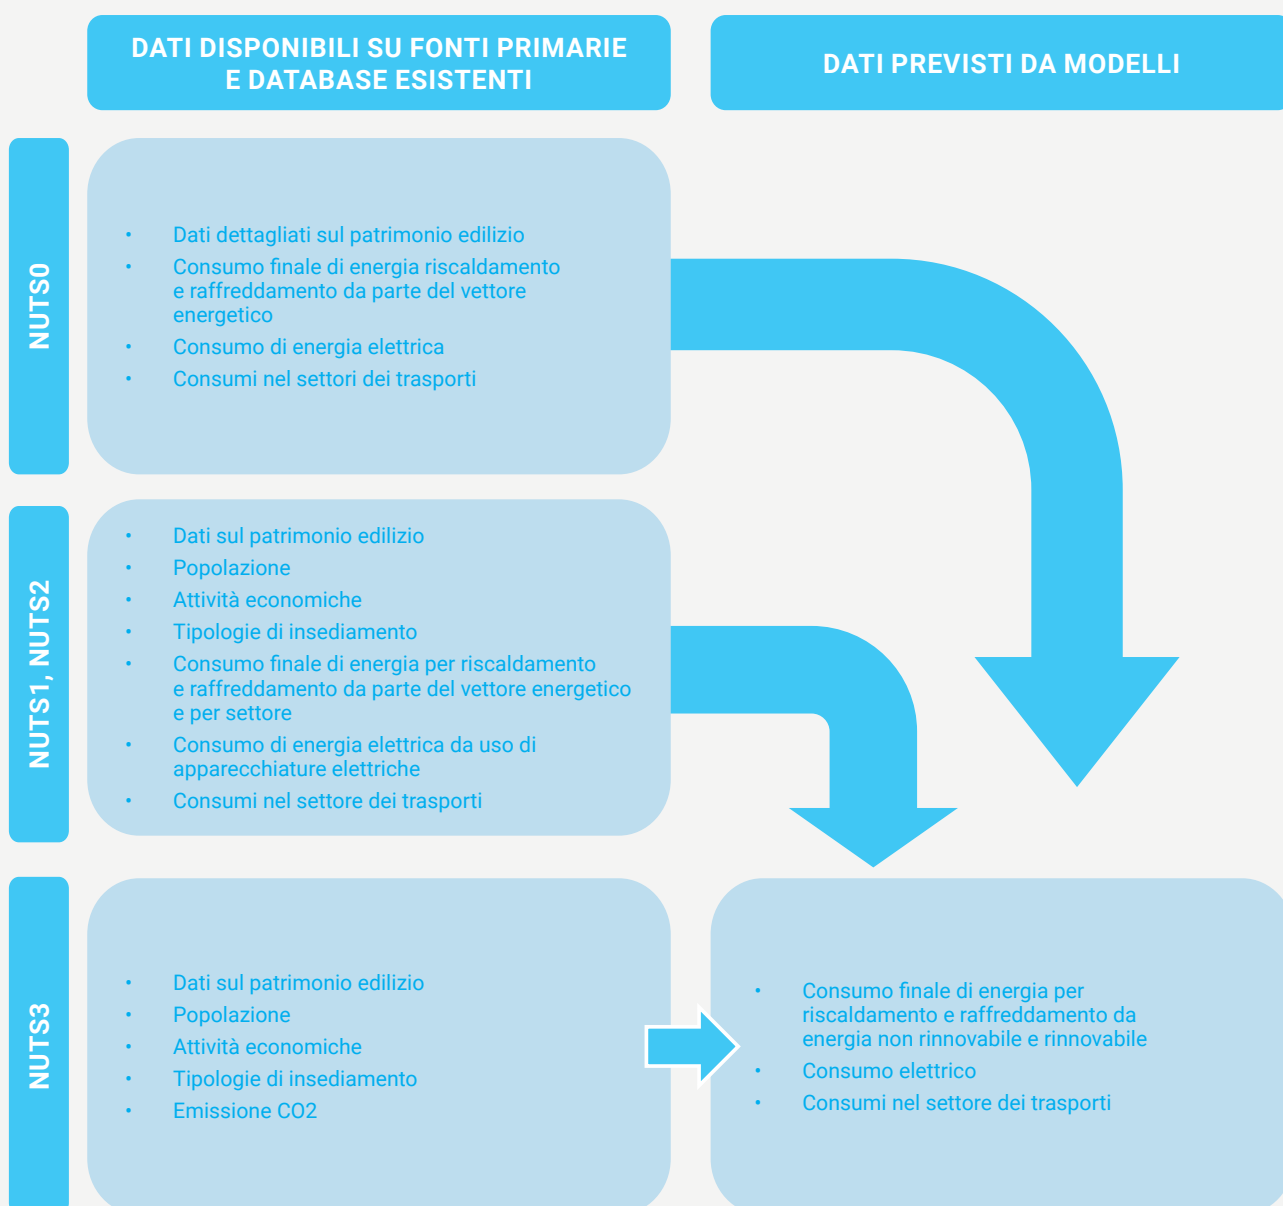 DATI DISPONIBILI SU FONTI PRIMARIE
E DATABASE ESISTENTI
DATI PREVISTI DA MODELLI
NUTS0
• Dati dettagliati sul patrimonio edilizio
• Consumo finale di energia riscaldamento
e raffreddamento da parte del vettore
energetico
• Consumo di energia elettrica
• Consumi nel settori dei trasporti
NUTS1, NUTS2
• Dati sul patrimonio edilizio
• Popolazione
• Attività economiche
• Tipologie di insediamento
• Consumo finale di energia per riscaldamento
e raffreddamento da parte del vettore energetico
e per settore
• Consumo di energia elettrica da uso di
apparecchiature elettriche
• Consumi nel settore dei trasporti
NUTS3
• Dati sul patrimonio edilizio
• Popolazione
• Attività economiche
• Tipologie di insediamento
• Emissione CO2
• Consumo finale di energia per
riscaldamento e raffreddamento da
energia non rinnovabile e rinnovabile
• Consumo elettrico
• Consumi nel settore dei trasporti